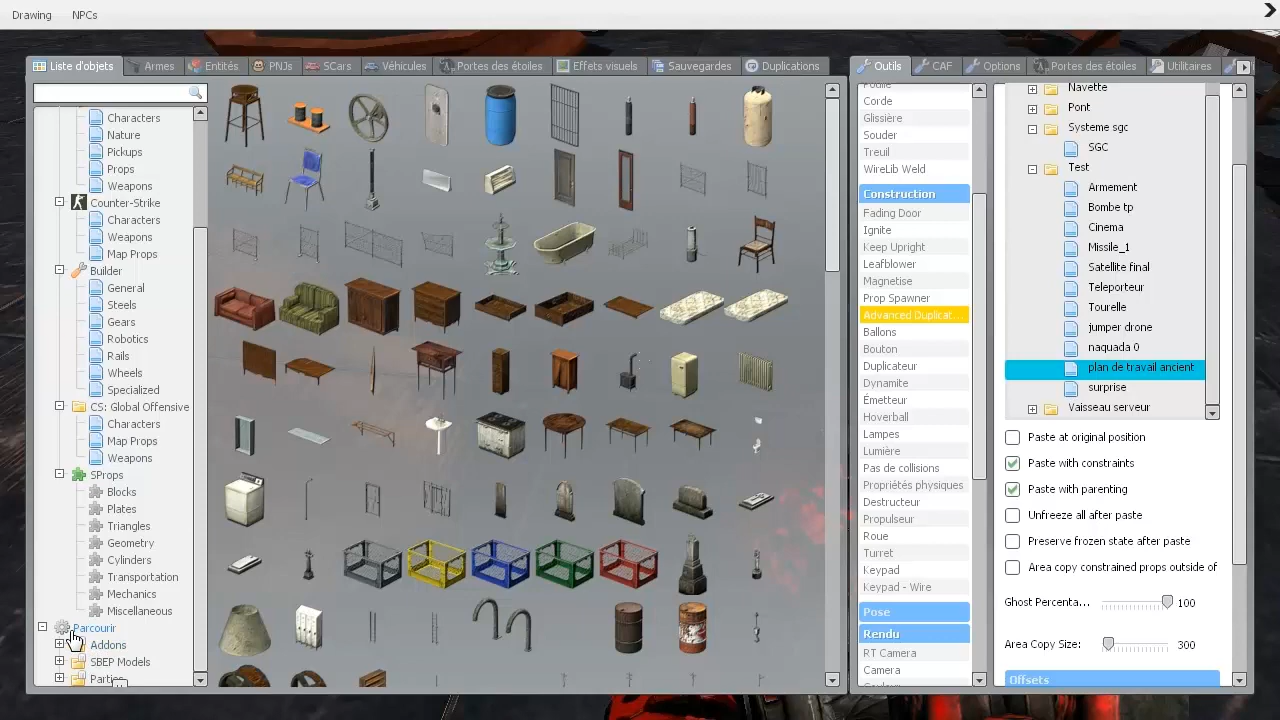 Drawing NPCs
Liste d'objets Armes Entités PNJs SCars Véhicules Portes des étoiles Effets visuels Sauvegardes Duplications
Characters
Nature
Pickups
Props
Weapons
Counter-Strike
Characters
Weapons
Map Props
Builder
General
Steels
Gears
Robotics
Rails
Wheels
Specialized
CS: Global Offensive
Characters
Map Props
Weapons
SProps
Blocks
Plates
Triangles
Geometry
Cylinders
Transportation
Mechanics
Miscellaneous
Parcourir
Addons
SBEP Models
Outils CAF Options Portes des étoiles Utilitaires
Corde
Glissière
Souder
Treuil
WireLib Weld
Construction
Fading Door
Ignite
Keep Upright
Leafblower
Magnetise
Prop Spawner
Advanced Duplicat...
Ballons
Bouton
Duplicateur
Dynamite
Émetteur
Hoverball
Lampes
Lumière
Pas de collisions
Propriétés physiques
Destructeur
Propulseur
Roue
Turret
Keypad
Keypad - Wire
Pose
Rendu
RT Camera
Camera
Navette
Pont
Systeme sgc
SGC
Test
Armement
Bombe tp
Cinema
Missile_1
Satellite final
Teleporteur
Tourelle
jumper drone
naquada 0
plan de travail ancient
surprise
Vaisseau serveur
Paste at original position
Paste with constraints
Paste with parenting
Unfreeze all after paste
Preserve frozen state after paste
Area copy constrained props outside of
Ghost Percenta... 100
Area Copy Size: 300
Offsets